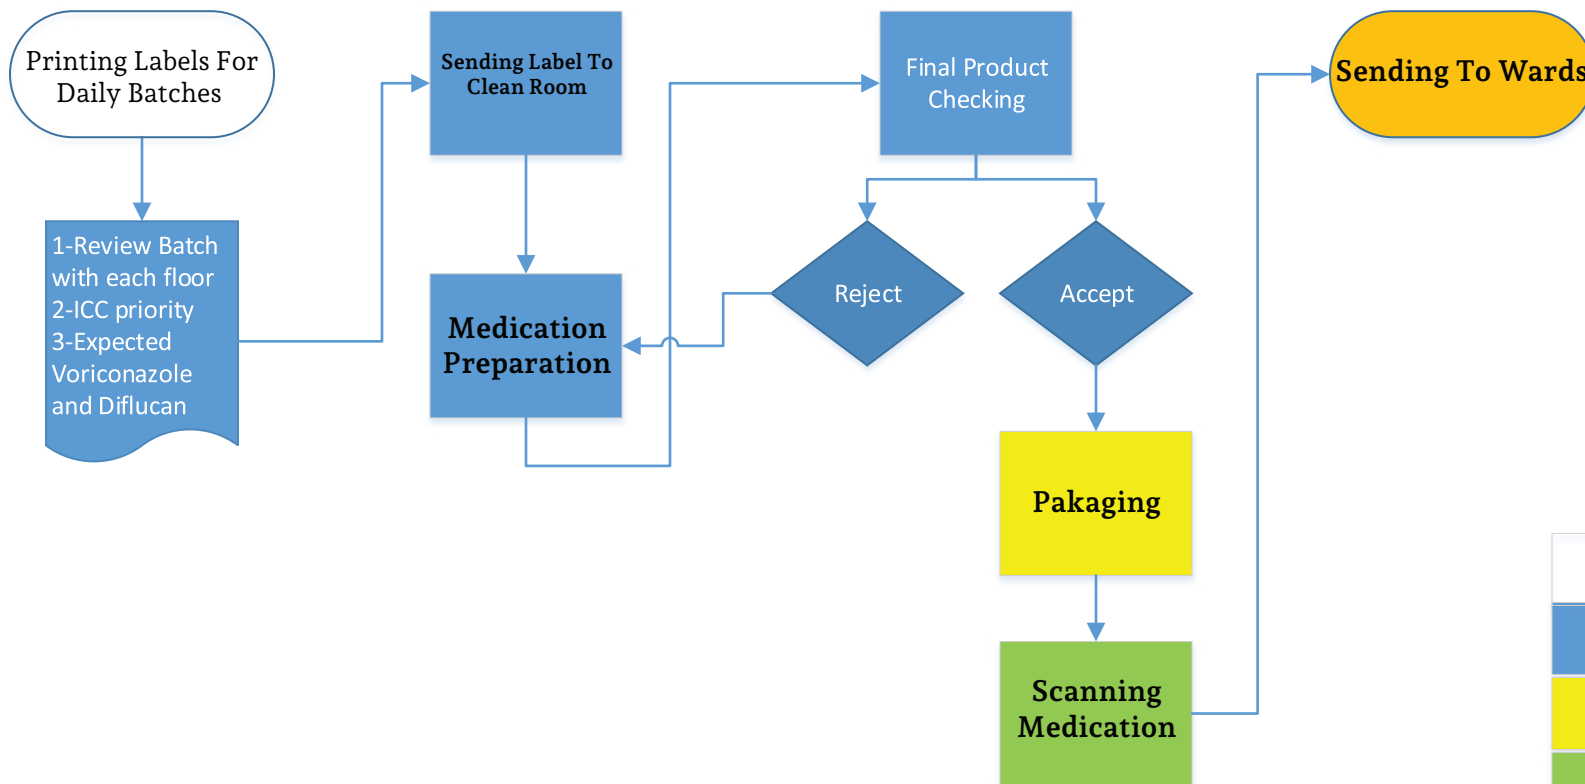 Printing Labels For
Daily Batches
1-Review Batch
with each floor
2-ICC priority
3-Expected
Voriconazole
and Diflucan
Sending Label To
Clean Room
Medication
Preparation
Final Product
Checking
Reject
Accept
Pakaging
Scanning
Medication
Sending To Wards